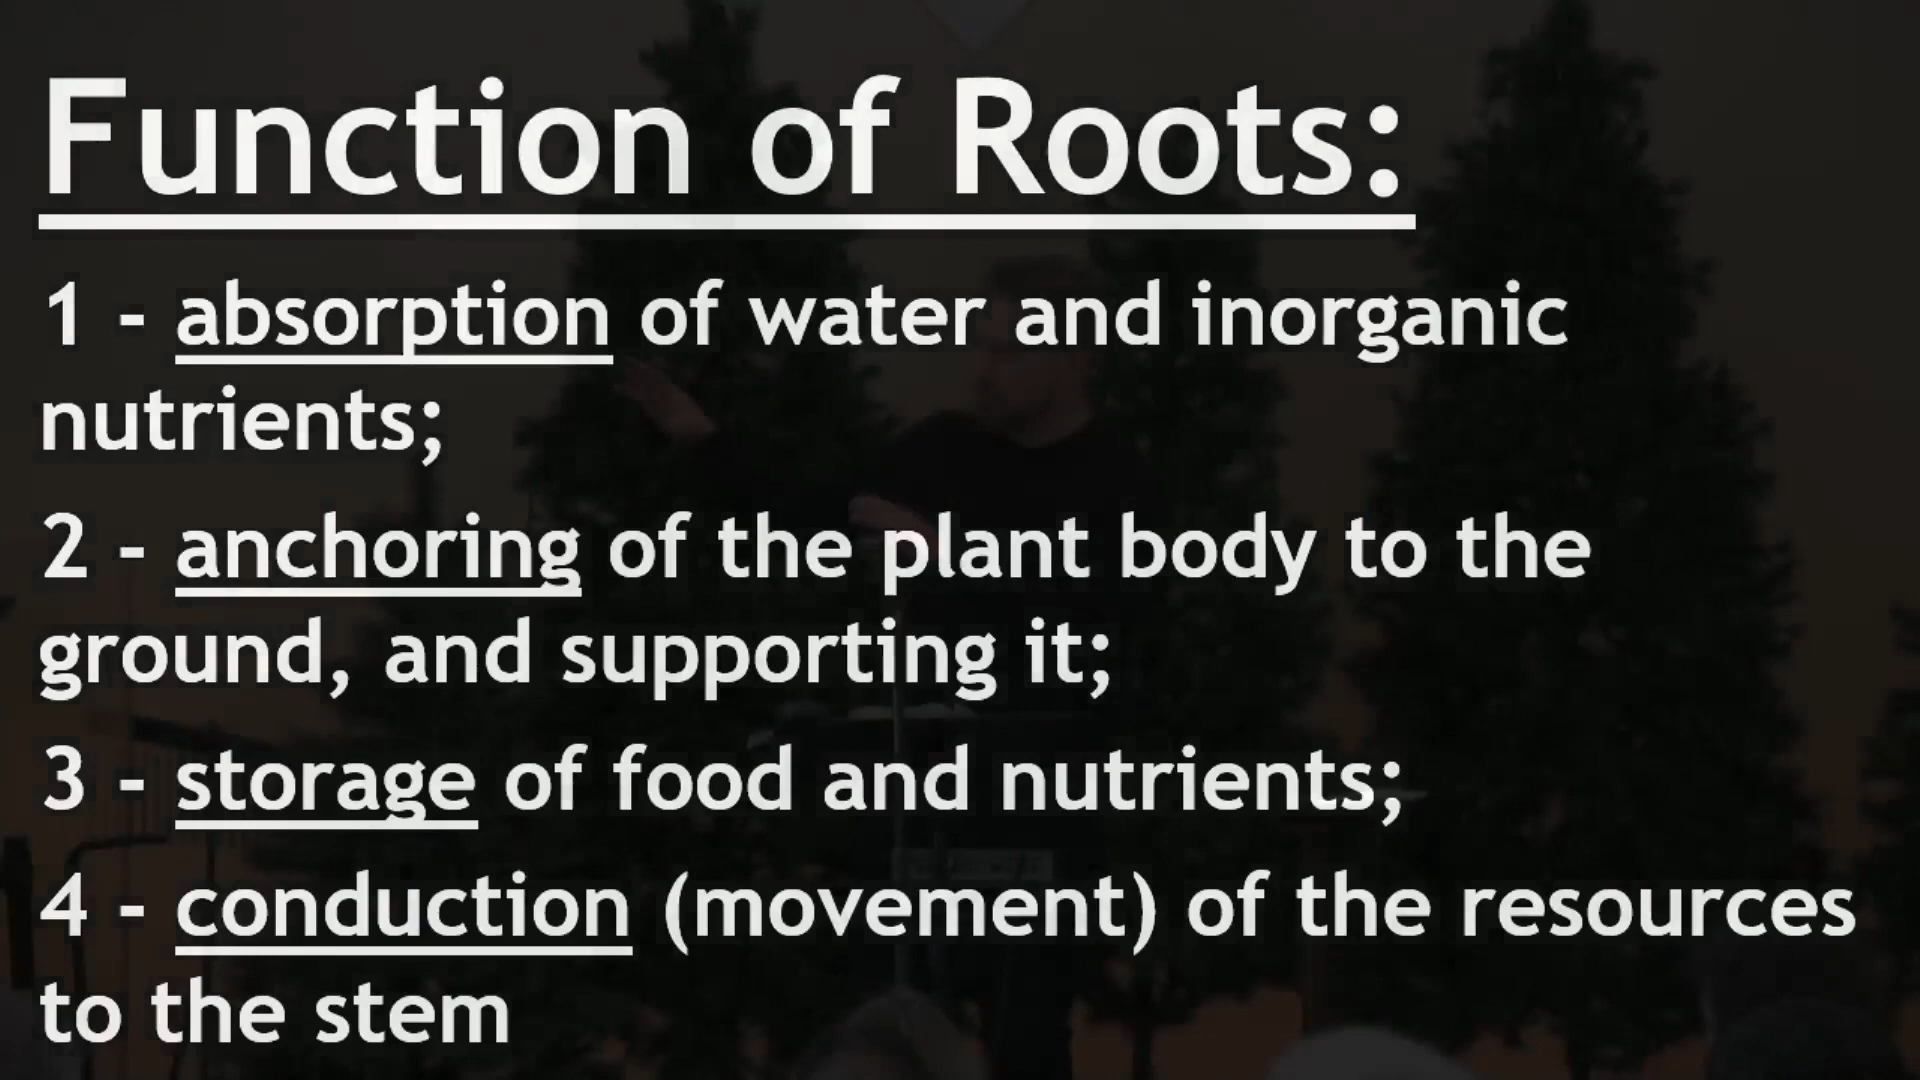 Function of Roots:
1 - absorption of water and inorganic
nutrients;
2 - anchoring of the plant body to the
ground, and supporting it;
3 - storage of food and nutrients;
4 - conduction (movement) of the resources
to the stem